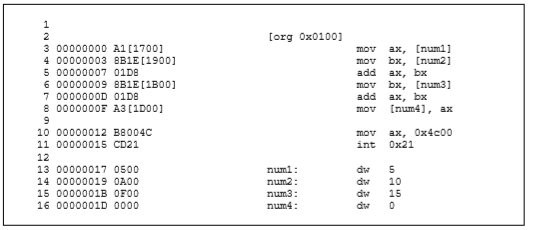 1
2 [org 0x0100]
3 00000000 A1[1700] mov ax, [num1]
4 00000003 8B1E[1900] mov bx, [num2]
5 00000007 01D8 add ax, bx
6 00000009 8B1E[1B00] mov bx, [num3]
7 0000000D 01D8 add ax, bx
8 0000000F A3[1D00] mov [num4], ax
9
10 00000012 B8004C mov ax, 0x4c00
11 00000015 CD21 int 0x21
12
13 00000017 0500 num1: dw 5
14 00000019 0A00 num2: dw 10
15 0000001B 0F00 num3: dw 15
16 0000001D 0000 num4: dw 0